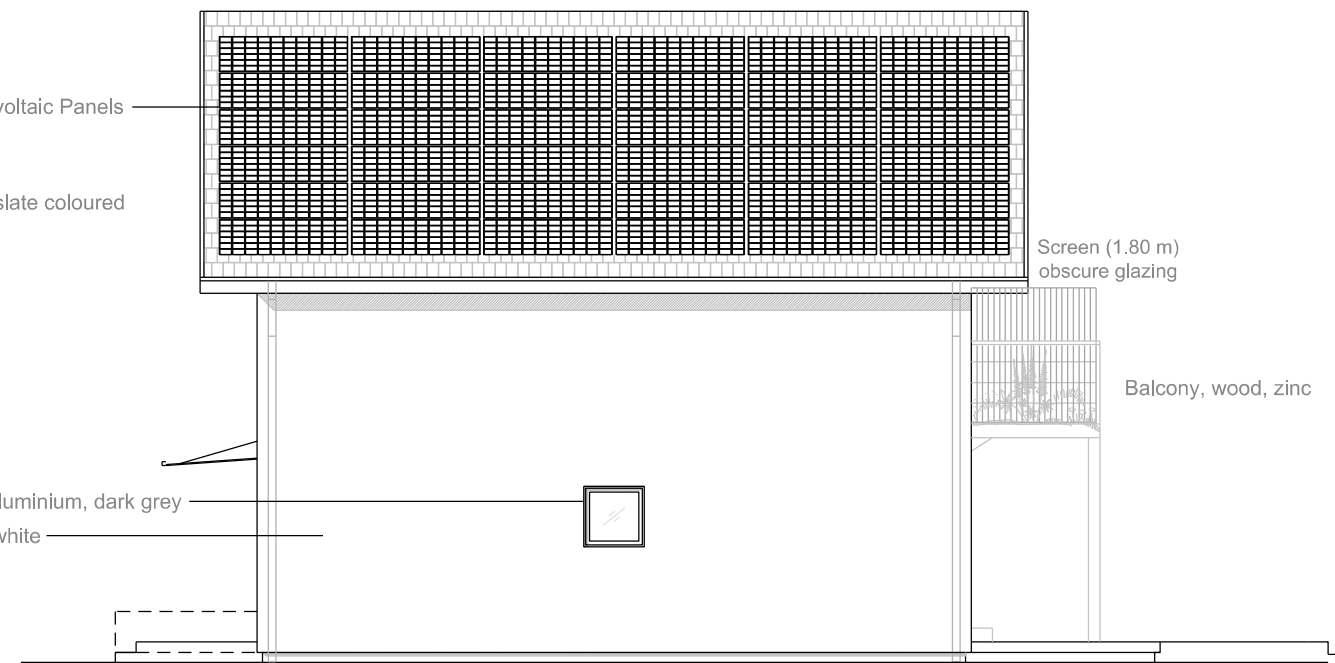 voltaic Panels
slate coloured
Screen (1.80 m)
obscure glazing
Balcony, wood, zinc
luminium, dark grey
white